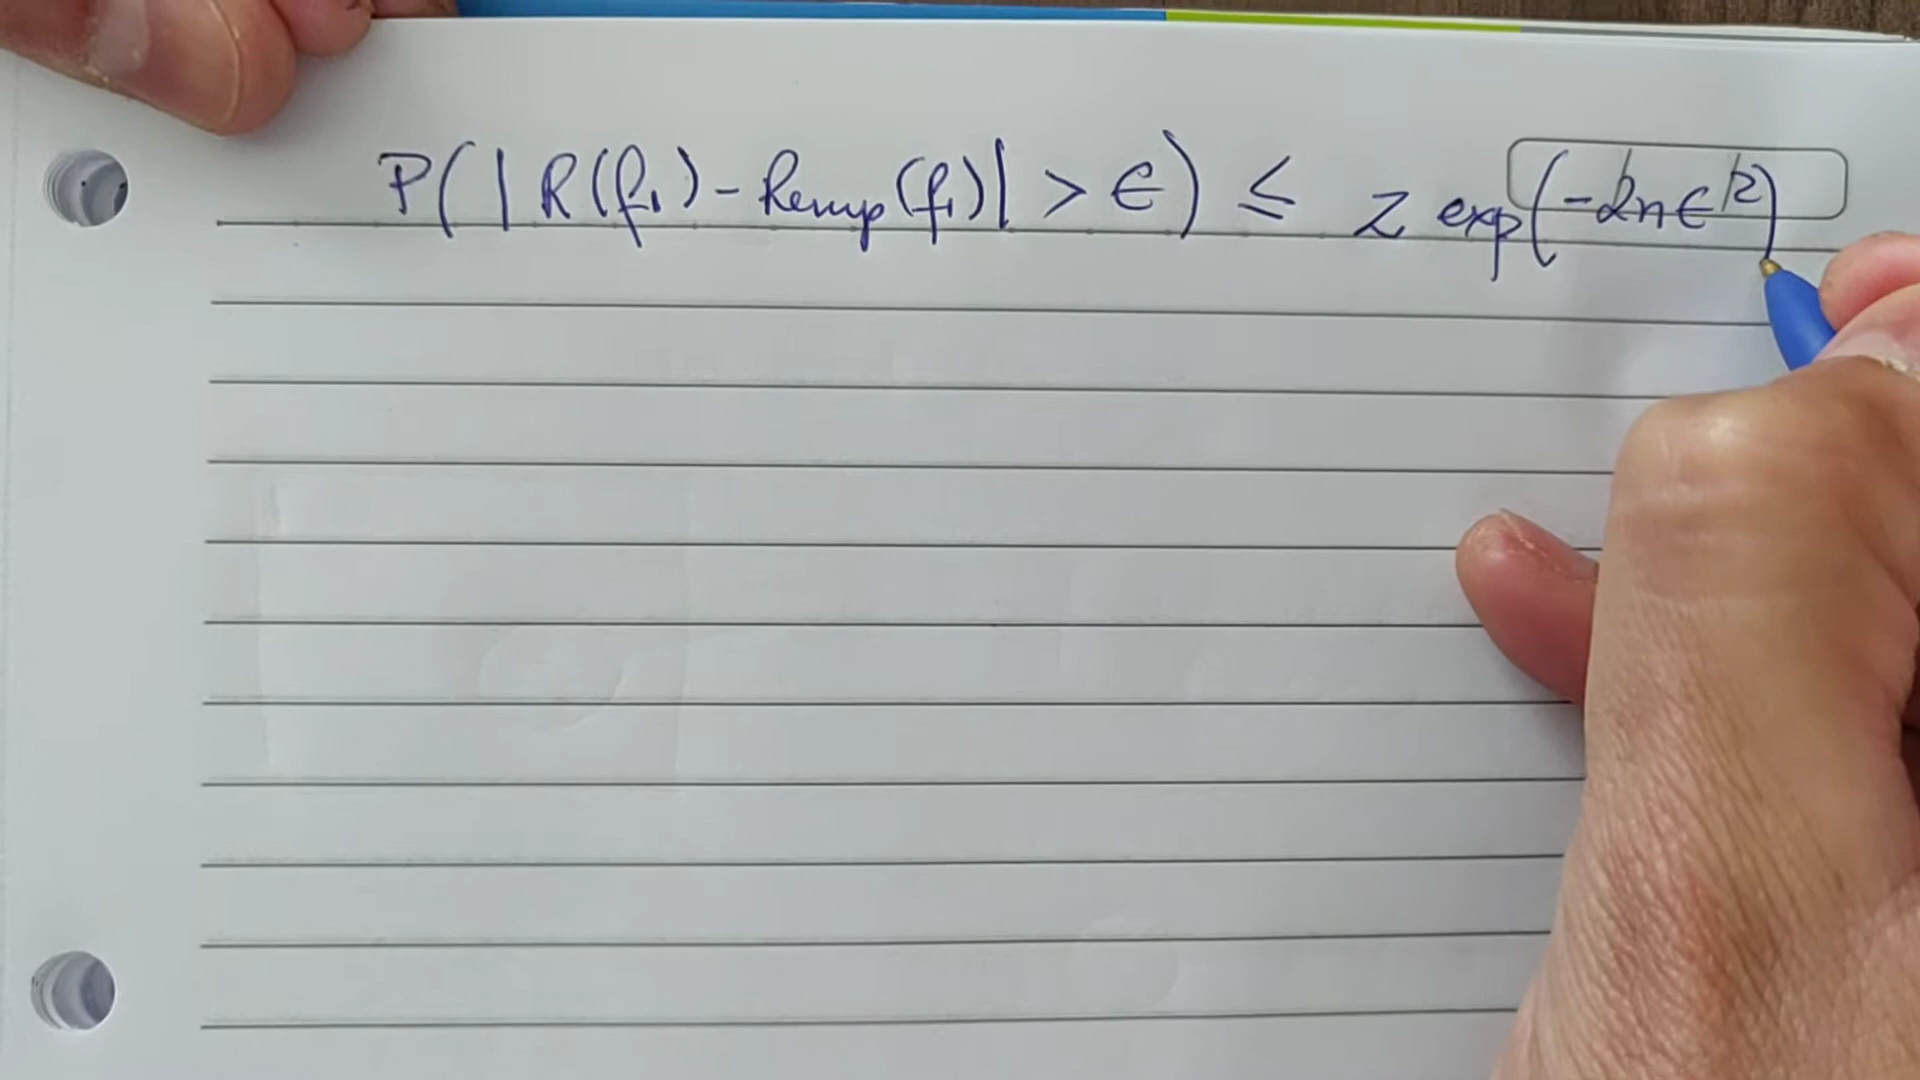 P(|R(f₁) - Remp(f₁)| > ϵ) ≤ 2 exp(-2nϵ²)